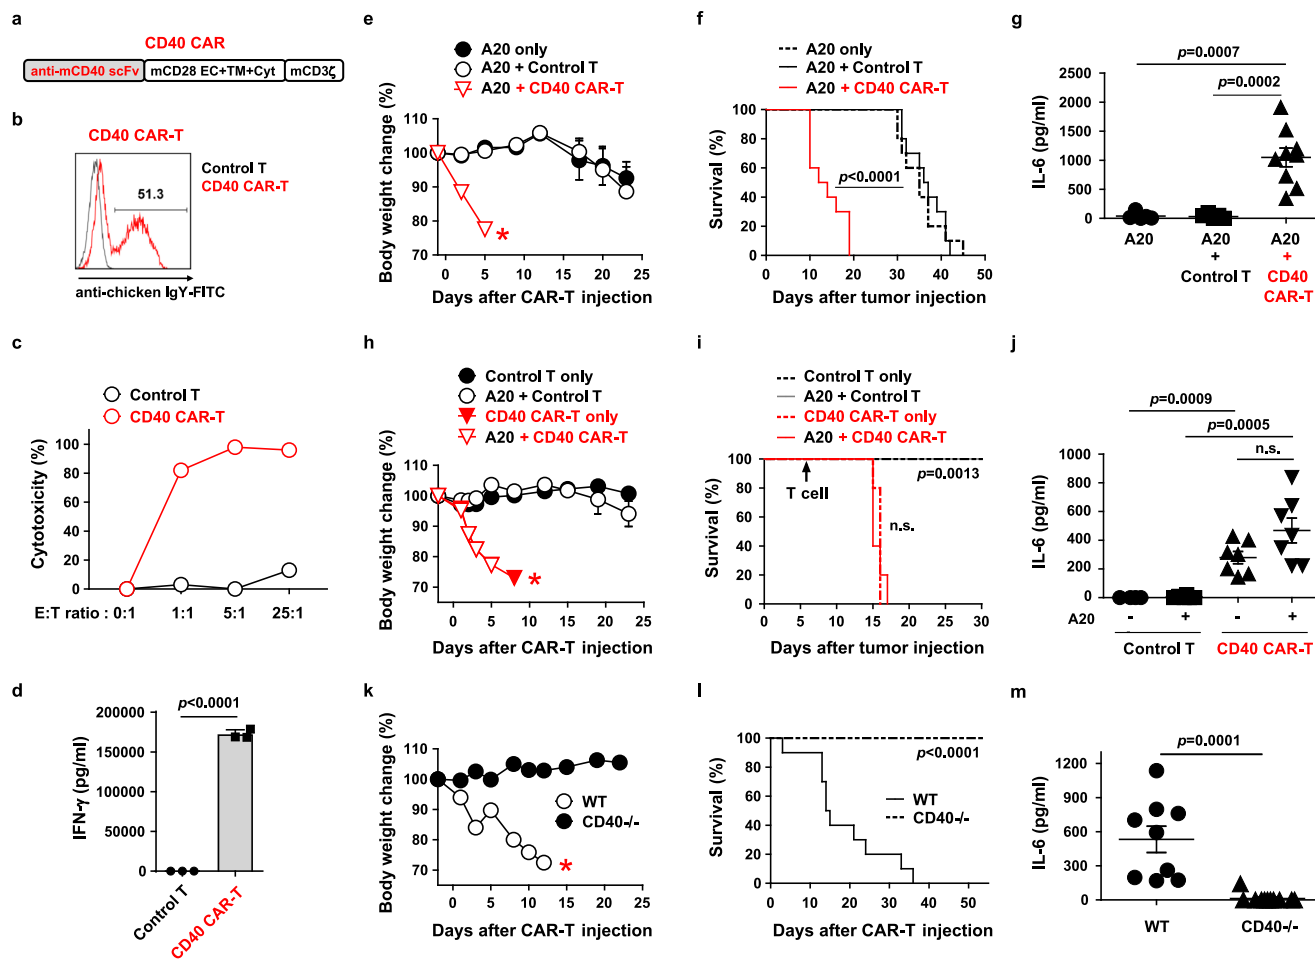 a
CD40 CAR
anti-mCD40 scFv mCD28 EC+TM+Cyt mCD3ζ
b
CD40 CAR-T
Control T
CD40 CAR-T
51.3
anti-chicken IgY-FITC
c
Control T
CD40 CAR-T
Cytotoxicity (%)
100
80
60
40
20
0
E:T ratio : 0:1 1:1 5:1 25:1
d
p<0.0001
IFN-γ (pg/ml)
200000
150000
100000
50000
0
Control T
CD40 CAR-T
e
A20 only
A20 + Control T
A20 + CD40 CAR-T
Body weight change (%)
110
100
90
80
70
*
0 5 10 15 20 25
Days after CAR-T injection
f
A20 only
A20 + Control T
A20 + CD40 CAR-T
Survival (%)
100
80
60
40
20
0
p<0.0001
0 10 20 30 40 50
Days after tumor injection
g
p=0.0007
p=0.0002
IL-6 (pg/ml)
2500
2000
1500
1000
500
0
A20 A20 A20
+ +
Control T CD40
CAR-T
h
Control T only
A20 + Control T
CD40 CAR-T only
A20 + CD40 CAR-T
Body weight change (%)
110
100
90
80
70
*
0 5 10 15 20 25
Days after CAR-T injection
i
Control T only
A20 + Control T
CD40 CAR-T only
A20 + CD40 CAR-T
Survival (%)
100
80
60
40
20
0
T cell
p=0.0013
n.s.
0 5 10 15 20 25 30
Days after tumor injection
j
p=0.0009
p=0.0005
n.s.
IL-6 (pg/ml)
1200
900
600
300
0
A20 - + - +
Control T CD40 CAR-T
k
Body weight change (%)
110
100
90
80
70
WT
CD40-/-
*
0 5 10 15 20 25
Days after CAR-T injection
l
Survival (%)
100
80
60
40
20
0
p<0.0001
WT
CD40-/-
0 10 20 30 40 50
Days after CAR-T injection
m
p=0.0001
IL-6 (pg/ml)
1200
900
600
300
0
WT CD40-/-